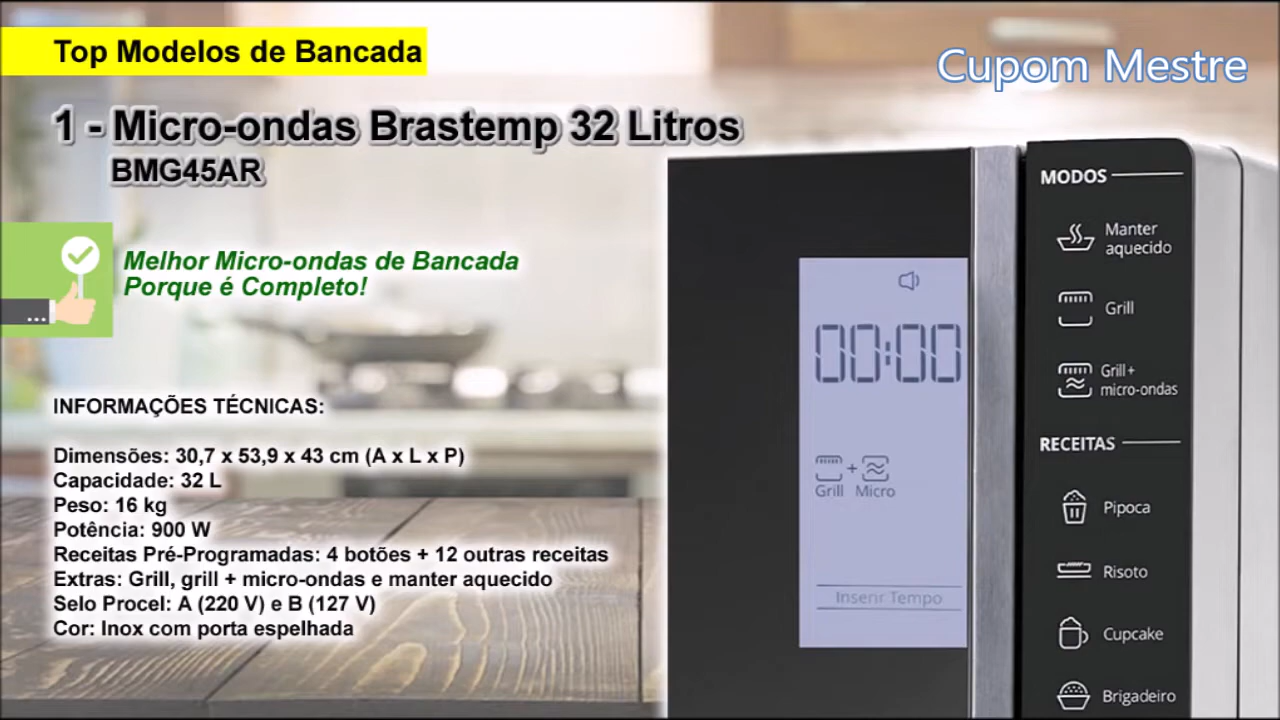 Top Modelos de Bancada
Cupom Mestre
1 - Micro-ondas Brastemp 32 Litros
BMG45AR
Melhor Micro-ondas de Bancada
Porque é Completo!
INFORMAÇÕES TÉCNICAS:
Dimensões: 30,7 x 53,9 x 43 cm (A x L x P)
Capacidade: 32 L
Peso: 16 kg
Potência: 900 W
Receitas Pré-Programadas: 4 botões + 12 outras receitas
Extras: Grill, grill + micro-ondas e manter aquecido
Selo Procel: A (220 V) e B (127 V)
Cor: Inox com porta espelhada
00:00
+
Grill Micro
Inserir Tempo
MODOS
Manter
aquecido
Grill
Grill +
micro-ondas
RECEITAS
Pipoca
Risoto
Cupcake
Brigadeiro